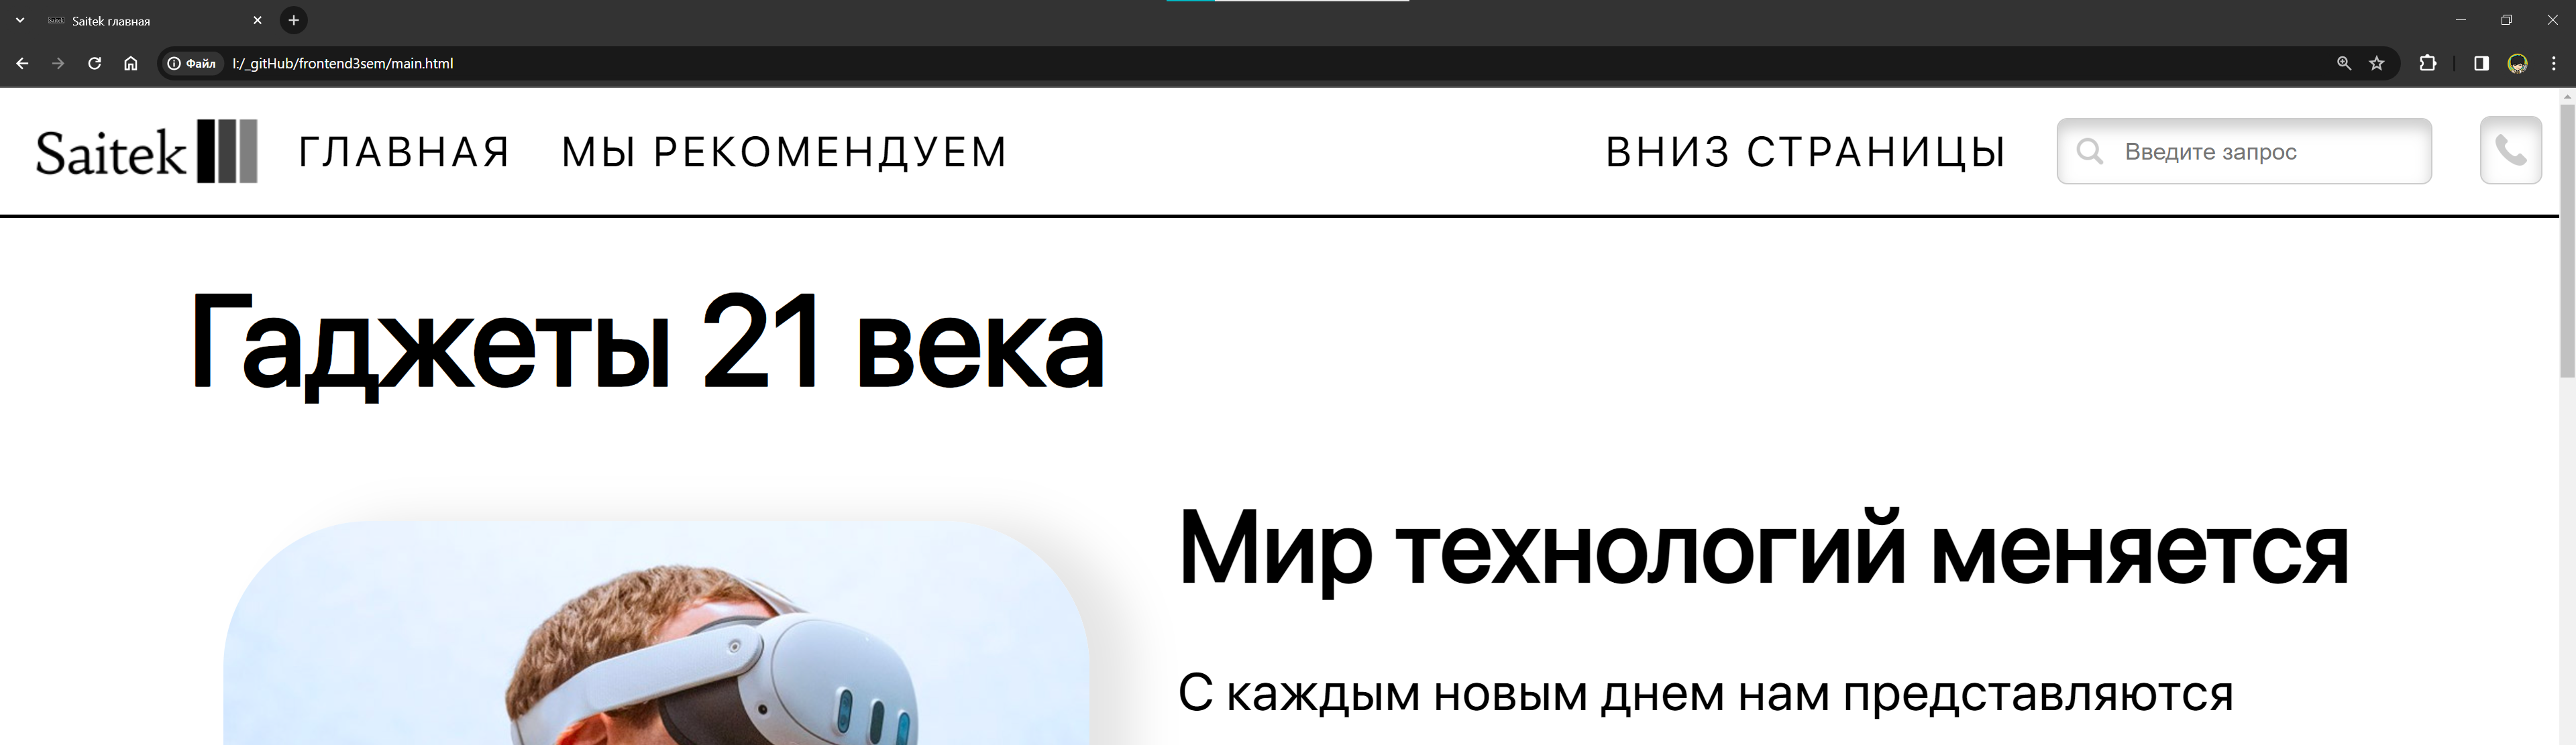 Saitek главная
Файл
I:/_gitHub/frontend3sem/main.html
Saitek
ГЛАВНАЯ
МЫ РЕКОМЕНДУЕМ
ВНИЗ СТРАНИЦЫ
Введите запрос
Гаджеты 21 века
Мир технологий меняется
С каждым новым днем нам представляются